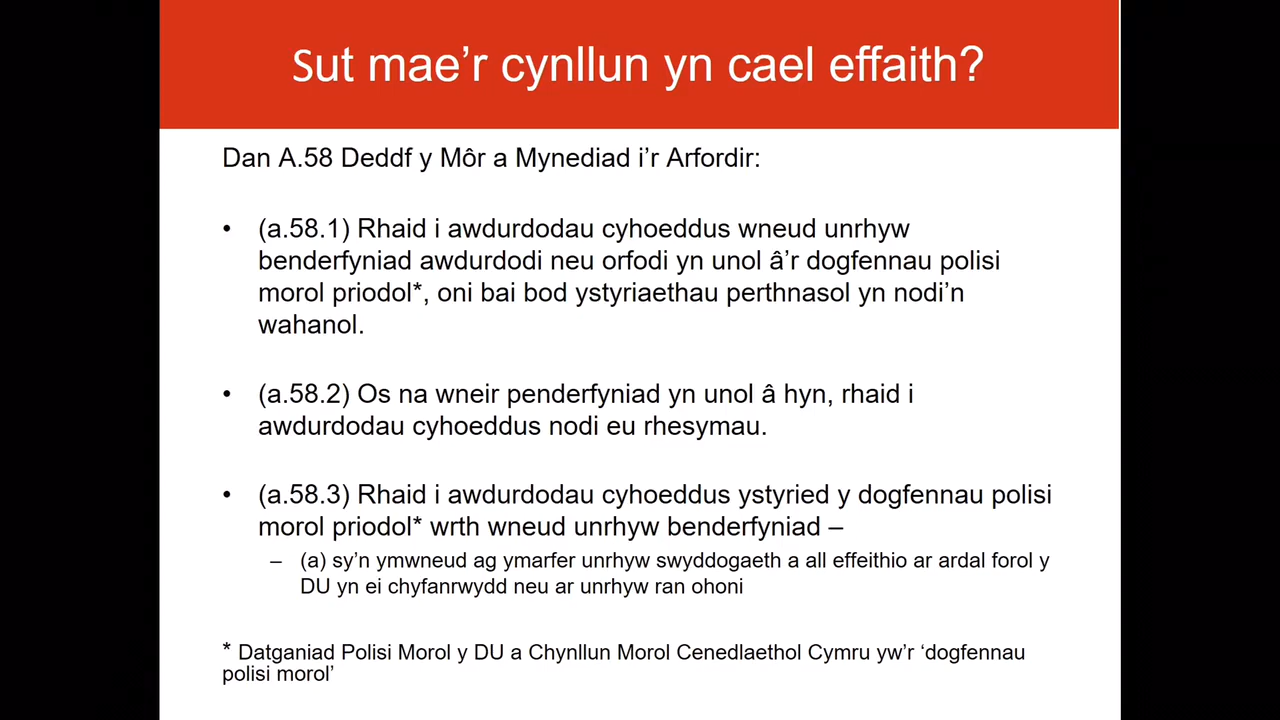 Sut mae’r cynllun yn cael effaith?
Dan A.58 Deddf y Môr a Mynediad i’r Arfordir:
• (a.58.1) Rhaid i awdurdodau cyhoeddus wneud unrhyw
benderfyniad awdurdodi neu orfodi yn unol â’r dogfennau polisi
morol priodol*, oni bai bod ystyriaethau perthnasol yn nodi’n
wahanol.
• (a.58.2) Os na wneir penderfyniad yn unol â hyn, rhaid i
awdurdodau cyhoeddus nodi eu rhesymau.
• (a.58.3) Rhaid i awdurdodau cyhoeddus ystyried y dogfennau polisi
morol priodol* wrth wneud unrhyw benderfyniad –
– (a) sy’n ymwneud ag ymarfer unrhyw swyddogaeth a all effeithio ar ardal forol y
DU yn ei chyfanrwydd neu ar unrhyw ran ohoni
* Datganiad Polisi Morol y DU a Chynllun Morol Cenedlaethol Cymru yw’r ‘dogfennau
polisi morol’